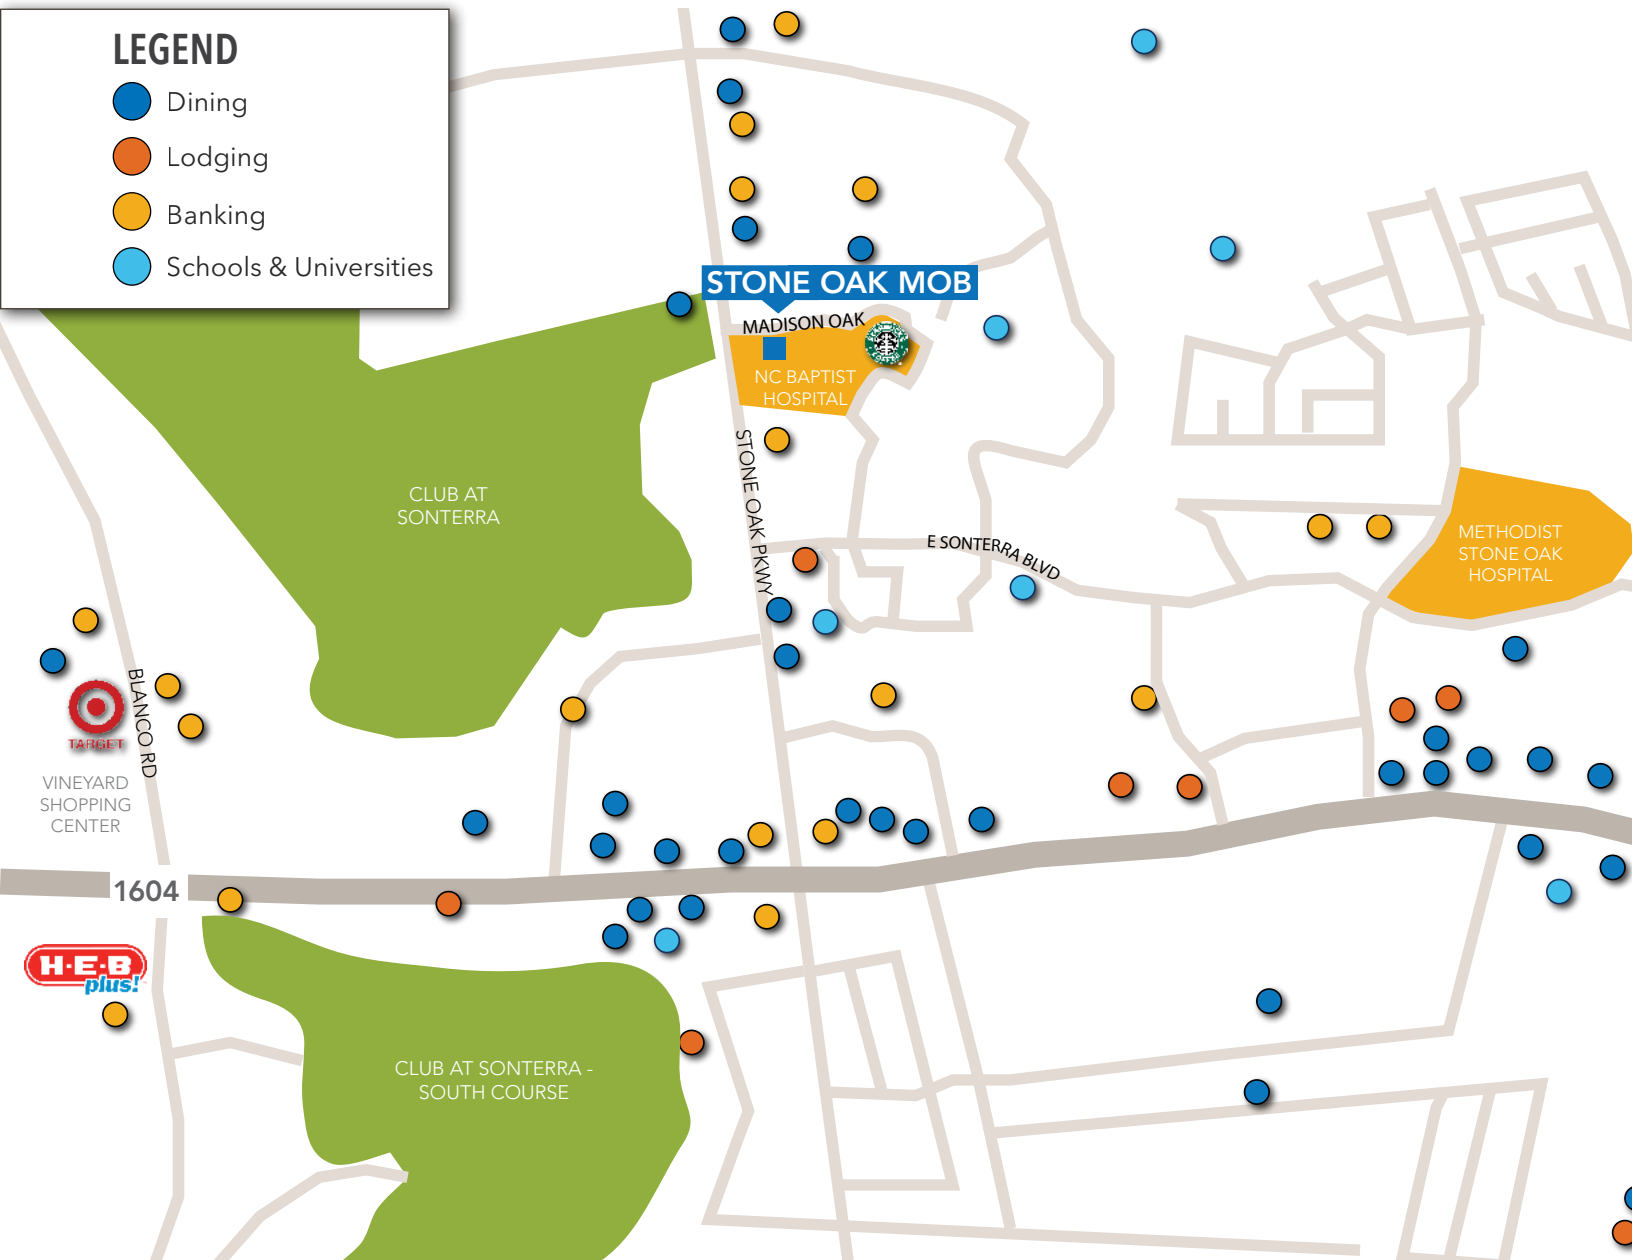 LEGEND
Dining
Lodging
Banking
Schools & Universities
STONE OAK MOB
MADISON OAK
NC BAPTIST
HOSPITAL
STONE OAK PKWY
CLUB AT
SONTERRA
E SONTERRA BLVD
METHODIST
STONE OAK
HOSPITAL
BLANCO RD
TARGET
VINEYARD
SHOPPING
CENTER
1604
H·E·B
plus!
CLUB AT SONTERRA -
SOUTH COURSE